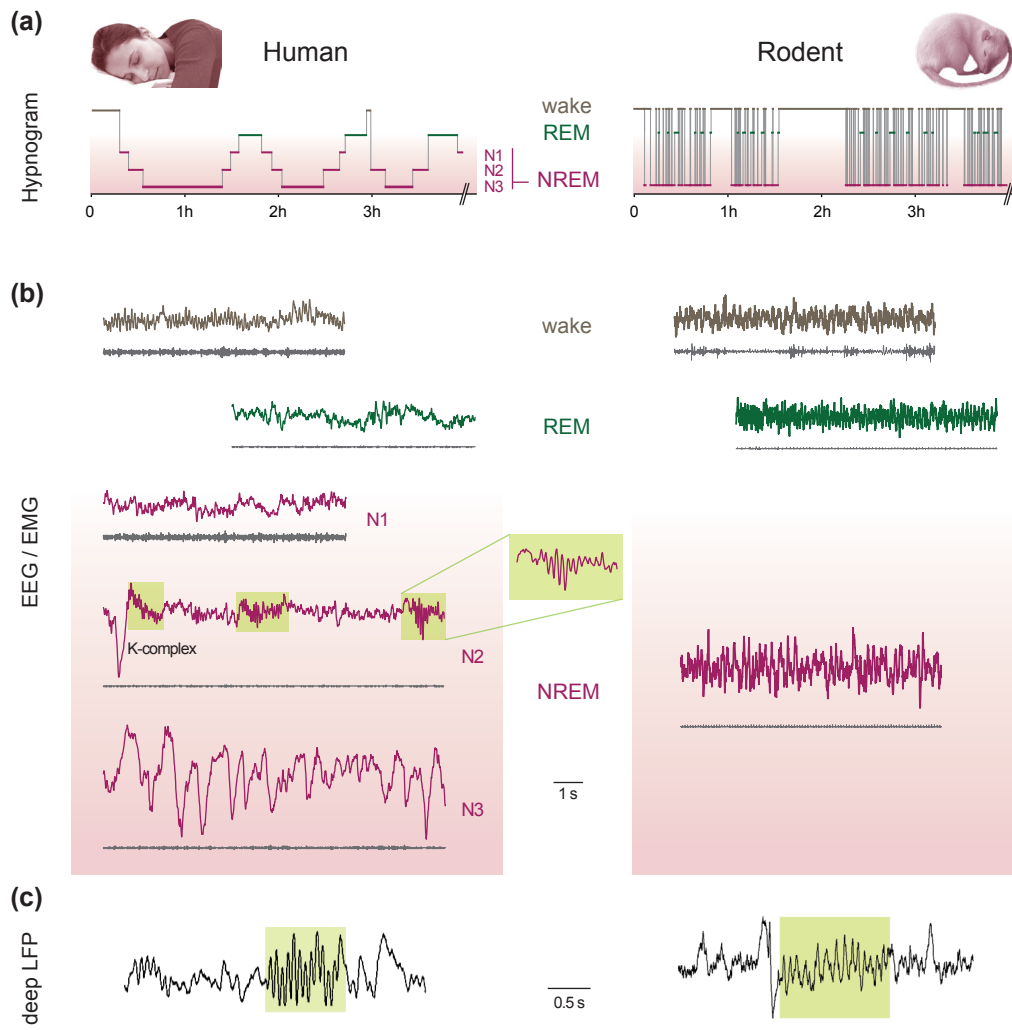 (a)
Human
Rodent
Hypnogram
wake
REM
N1
N2
N3
NREM
0
1h
2h
3h
0
1h
2h
3h
(b)
EEG / EMG
wake
REM
N1
K-complex
N2
NREM
N3
1 s
(c)
deep LFP
0.5 s